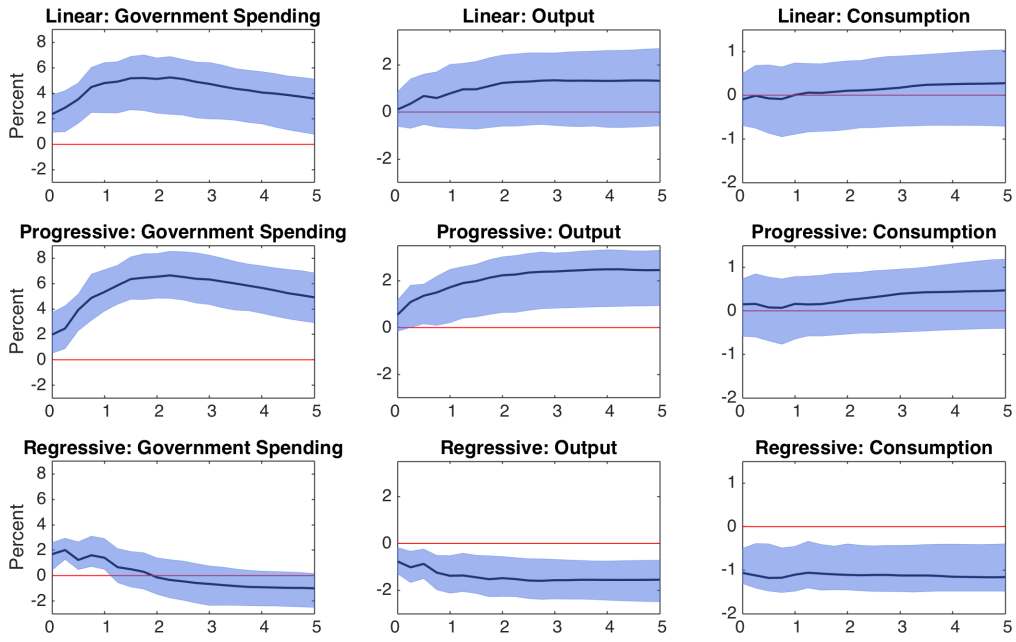 Linear: Government Spending
Linear: Output
Linear: Consumption
Percent
8
6
4
2
0
-2
0 1 2 3 4 5
2
0
-2
0 1 2 3 4 5
1
0
-1
-2
0 1 2 3 4 5
Progressive: Government Spending
Progressive: Output
Progressive: Consumption
Percent
8
6
4
2
0
-2
0 1 2 3 4 5
2
0
-2
0 1 2 3 4 5
1
0
-1
-2
0 1 2 3 4 5
Regressive: Government Spending
Regressive: Output
Regressive: Consumption
Percent
8
6
4
2
0
-2
0 1 2 3 4 5
2
0
-2
0 1 2 3 4 5
1
0
-1
-2
0 1 2 3 4 5